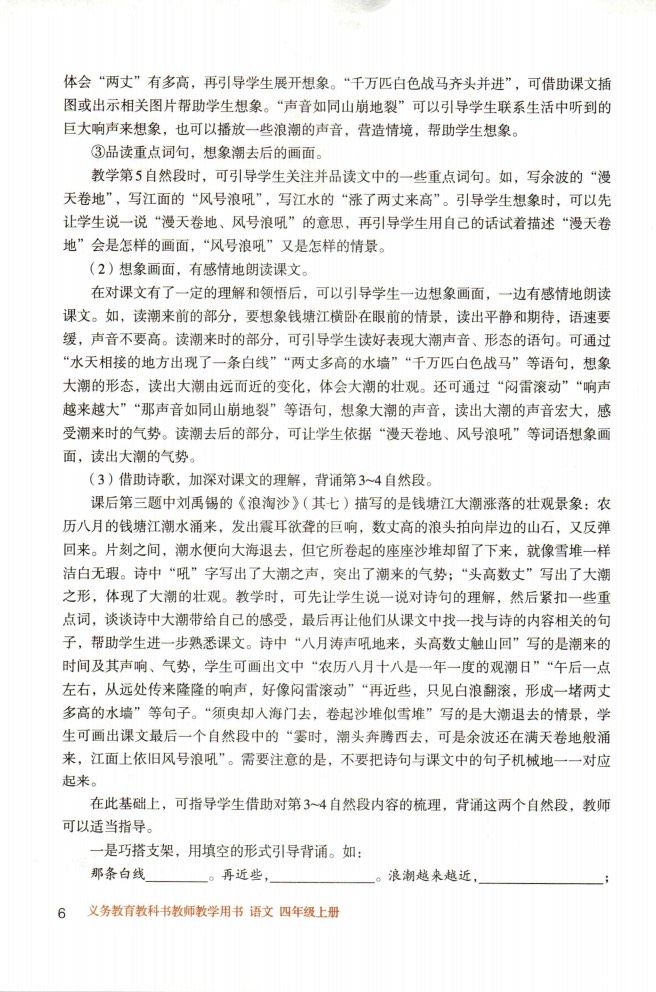 体会“两丈”有多高，再引导学生展开想象。“千万匹白色战马齐头并进”，可借助课文插
图或出示相关图片帮助学生想象。“声音如同山崩地裂”可以引导学生联系生活中听到的
巨大响声来想象，也可以播放一些浪潮的声音，营造情境，帮助学生想象。
③品读重点词句，想象潮去后的画面。
教学第5自然段时，可引导学生关注并品读文中的一些重点词句。如，写余波的“漫
天卷地”，写江面的“风号浪吼”，写江水的“涨了两丈来高”。引导学生想象时，可以先
让学生说一说“漫天卷地、风号浪吼”的意思，再引导学生用自己的话试着描述“漫天卷
地”会是怎样的画面，“风号浪吼”又是怎样的情景。
（2）想象画面，有感情地朗读课文。
在对课文有了一定的理解和领悟后，可以引导学生一边想象画面，一边有感情地朗读
课文。如，读潮来前的部分，要想象钱塘江横卧在眼前的情景，读出平静和期待，语速要
缓，声音不要高。读潮来时的部分，可引导学生读好表现大潮声音、形态的语句。可通过
“水天相接的地方出现了一条白线”“两丈多高的水墙”“千万匹白色战马”等语句，想象
大潮的形态，读出大潮由远而近的变化，体会大潮的壮观。还可通过“闷雷滚动”“响声
越来越大”“那声音如同山崩地裂”等语句，想象大潮的声音，读出大潮的声音宏大，感
受潮来时的气势。读潮去后的部分，可让学生依据“漫天卷地、风号浪吼”等词语想象画
面，读出大潮的气势。
（3）借助诗歌，加深对课文的理解，背诵第3~4自然段。
课后第三题中刘禹锡的《浪淘沙》（其七）描写的是钱塘江大潮涨落的壮观景象：农
历八月的钱塘江潮水涌来，发出震耳欲聋的巨响，数丈高的浪头拍向岸边的山石，又反弹
回来。片刻之间，潮水便向大海退去，但它所卷起的座座沙堆却留了下来，就像雪堆一样
洁白无瑕。诗中“吼”字写出了大潮之声，突出了潮来的气势；“头高数丈”写出了大潮
之形，体现了大潮的壮观。教学时，可先让学生说一说对诗句的理解，然后紧扣一些重
点词，谈谈诗中大潮带给自己的感受，最后再让他们从课文中找一找与诗的内容相关的句
子，帮助学生进一步熟悉课文。诗中“八月涛声吼地来，头高数丈触山回”写的是潮来的
时间及其声响、气势，学生可画出文中“农历八月十八是一年一度的观潮日”“午后一点
左右，从远处传来隆隆的响声，好像闷雷滚动”“再近些，只见白浪翻滚，形成一堵两丈
多高的水墙”等句子。“须臾却入海门去，卷起沙堆似雪堆”写的是大潮退去的情景，学
生可画出课文最后一个自然段中的“霎时，潮头奔腾西去，可是余波还在满天卷地般涌
来，江面上依旧风号浪吼”。需要注意的是，不要把诗句与课文中的句子机械地一一对应
起来。
在此基础上，可指导学生借助对第3~4自然段内容的梳理，背诵这两个自然段，教师
可以适当指导。
一是巧搭支架，用填空的形式引导背诵。如：
那条白线________。再近些，______________。浪潮越来越近，________________；
6 义务教育教科书教师教学用书 语文 四年级上册